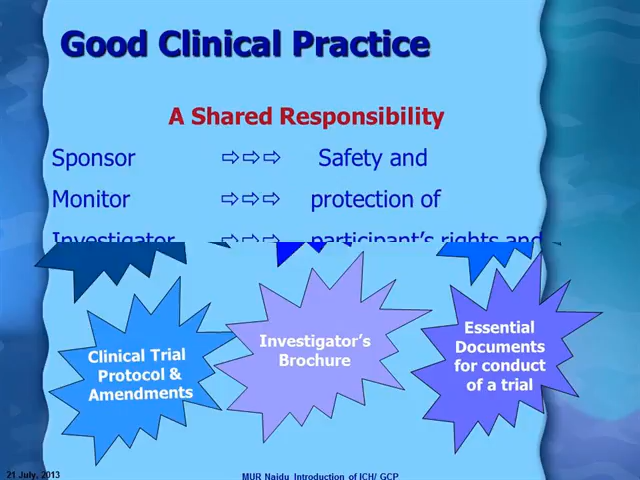 Good Clinical Practice
A Shared Responsibility
Sponsor ⇨⇨⇨ Safety and
Monitor ⇨⇨⇨ protection of
Investigator ⇨⇨⇨ participant’s rights and
Clinical Trial
Protocol &
Amendments
Investigator’s
Brochure
Essential
Documents
for conduct
of a trial
21 July, 2013
MUR Naidu Introduction of ICH/ GCP